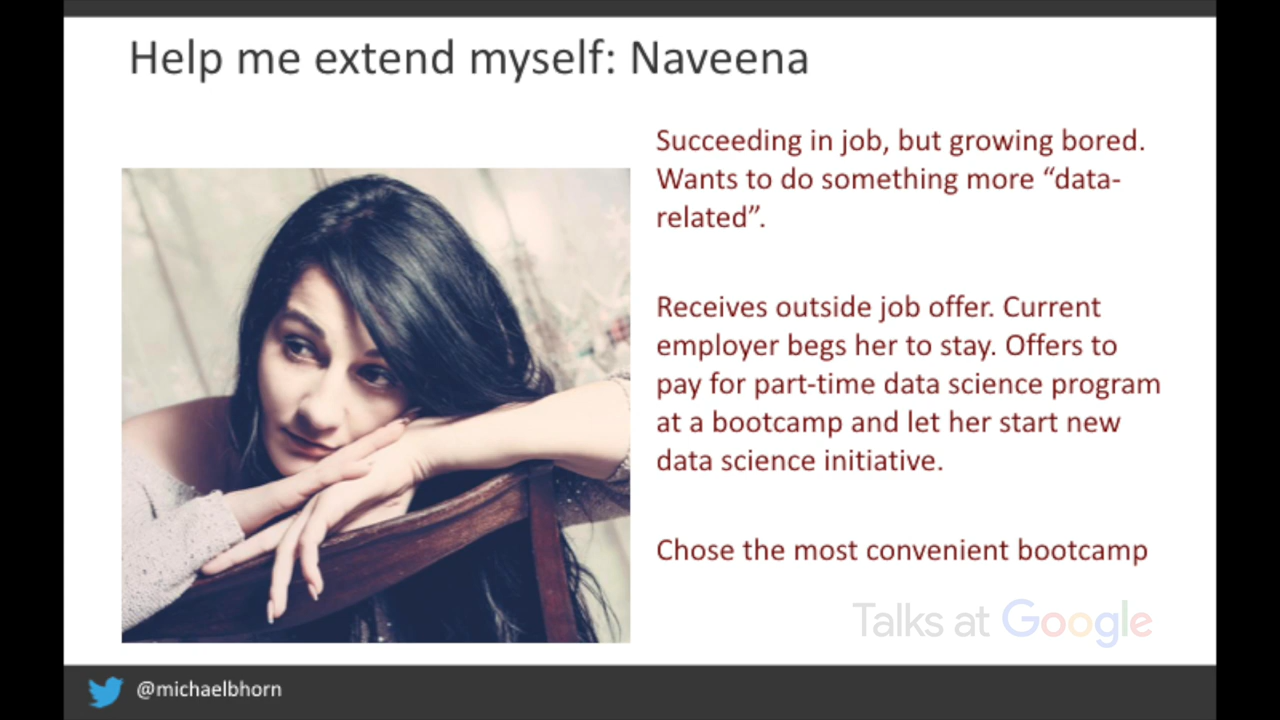 Help me extend myself: Naveena
Succeeding in job, but growing bored.
Wants to do something more “data-
related”.
Receives outside job offer. Current
employer begs her to stay. Offers to
pay for part-time data science program
at a bootcamp and let her start new
data science initiative.
Chose the most convenient bootcamp
Talks at Google
@michaelbhorn